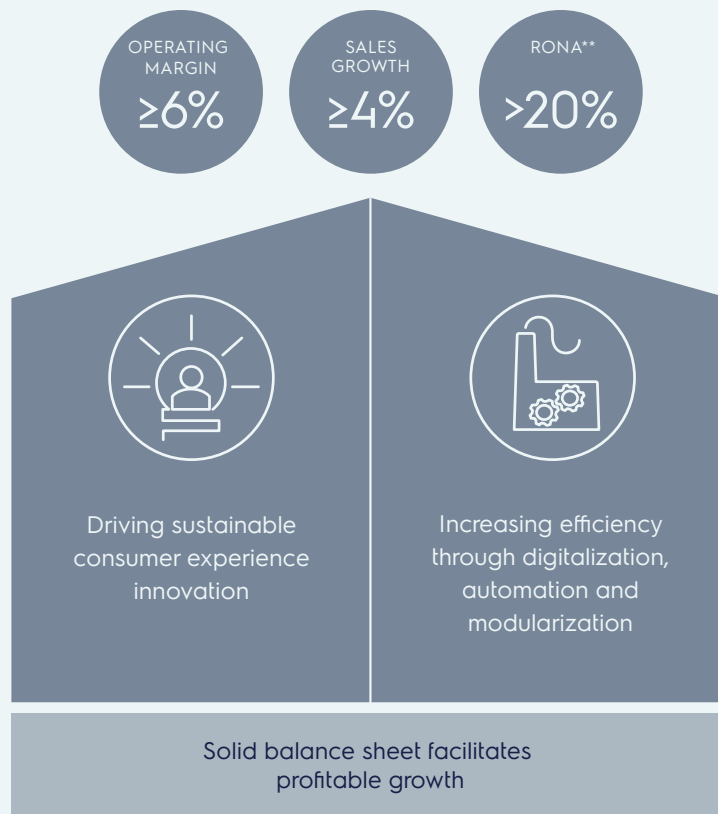 OPERATING
MARGIN
≥6%
SALES
GROWTH
≥4%
RONA**
>20%
Driving sustainable
consumer experience
innovation
Increasing efficiency
through digitalization,
automation and
modularization
Solid balance sheet facilitates
profitable growth